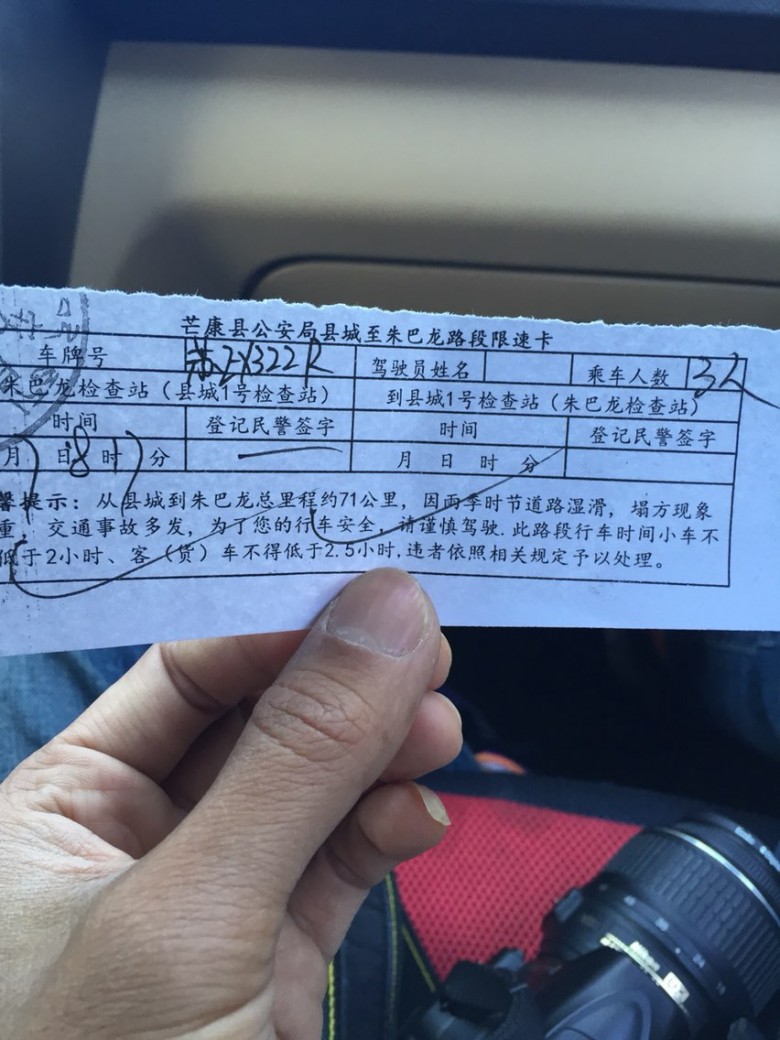 芒康县公安局县城至朱巴龙路段限速卡
车牌号 2X322R 驾驶员姓名 乘车人数 3人
朱巴龙检查站（县城1号检查站） 到县城1号检查站（朱巴龙检查站）
时间 登记民警签字 时间 登记民警签字
月 日 8 时 17 分 月 日 时 分
馨提示：从县城到朱巴龙总里程约71公里，因雨季时节道路湿滑，塌方现象
重，交通事故多发，为了您的行车安全，请谨慎驾驶.此路段行车时间小车不
低于2小时、客（货）车不得低于2.5小时.违者依照相关规定予以处理。
Nikon